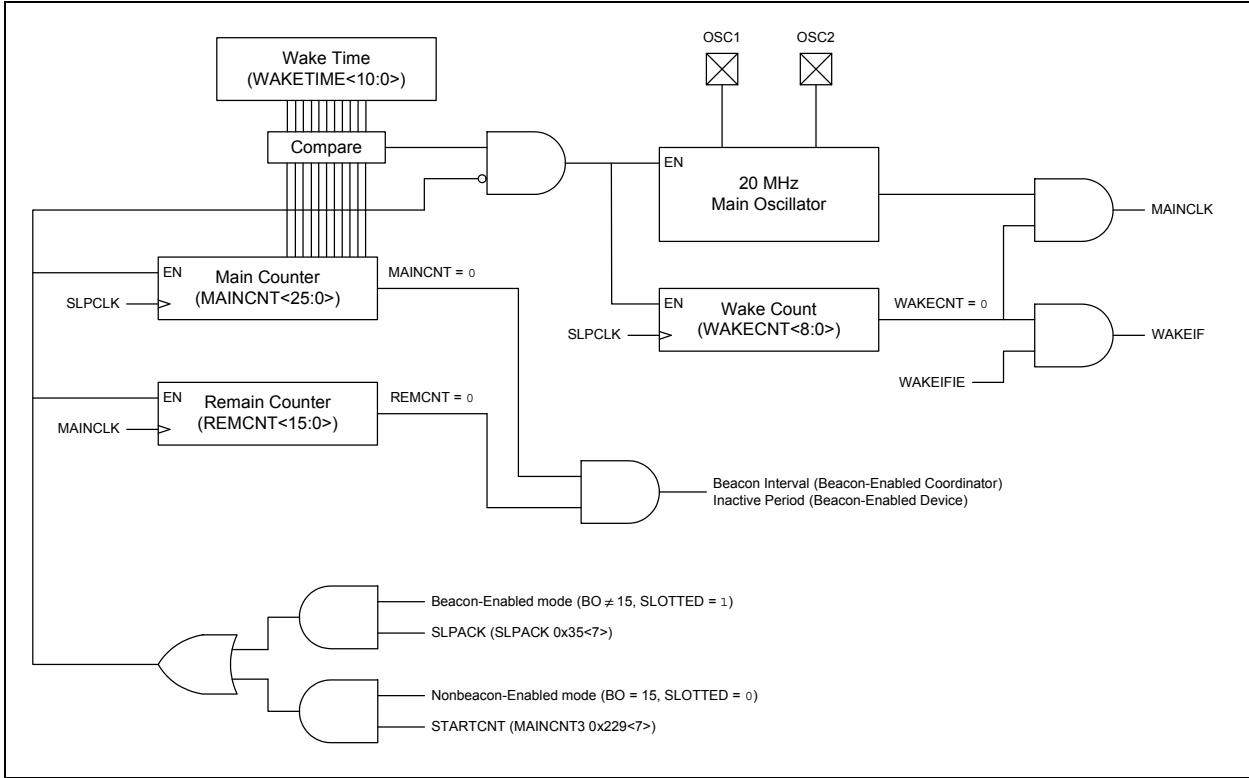 OSC1 OSC2
Wake Time
(WAKETIME<10:0>)
Compare
EN
20 MHz
Main Oscillator
MAINCLK
EN
Main Counter
(MAINCNT<25:0>)
MAINCNT = 0
SLPCLK
EN
Wake Count
(WAKECNT<8:0>)
WAKECNT = 0
SLPCLK
WAKEIF
WAKEIFIE
EN
Remain Counter
(REMCNT<15:0>)
REMCNT = 0
MAINCLK
Beacon Interval (Beacon-Enabled Coordinator)
Inactive Period (Beacon-Enabled Device)
Beacon-Enabled mode (BO ≠ 15, SLOTTED = 1)
SLPACK (SLPACK 0x35<7>)
Nonbeacon-Enabled mode (BO = 15, SLOTTED = 0)
STARTCNT (MAINCNT3 0x229<7>)